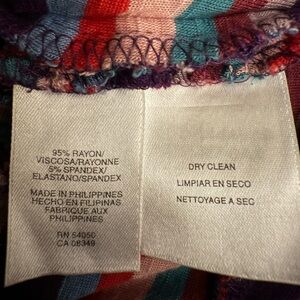 95% RAYON/
VISCOSA/RAYONNE
5% SPANDEX/
ELASTANO/SPANDEX
MADE IN PHILIPPINES
HECHO EN FILIPINAS
FABRIQUE AUX
PHILIPPINES
RN 54050
CA 08349
DRY CLEAN
LIMPIAR EN SECO
NETTOYAGE A SEC